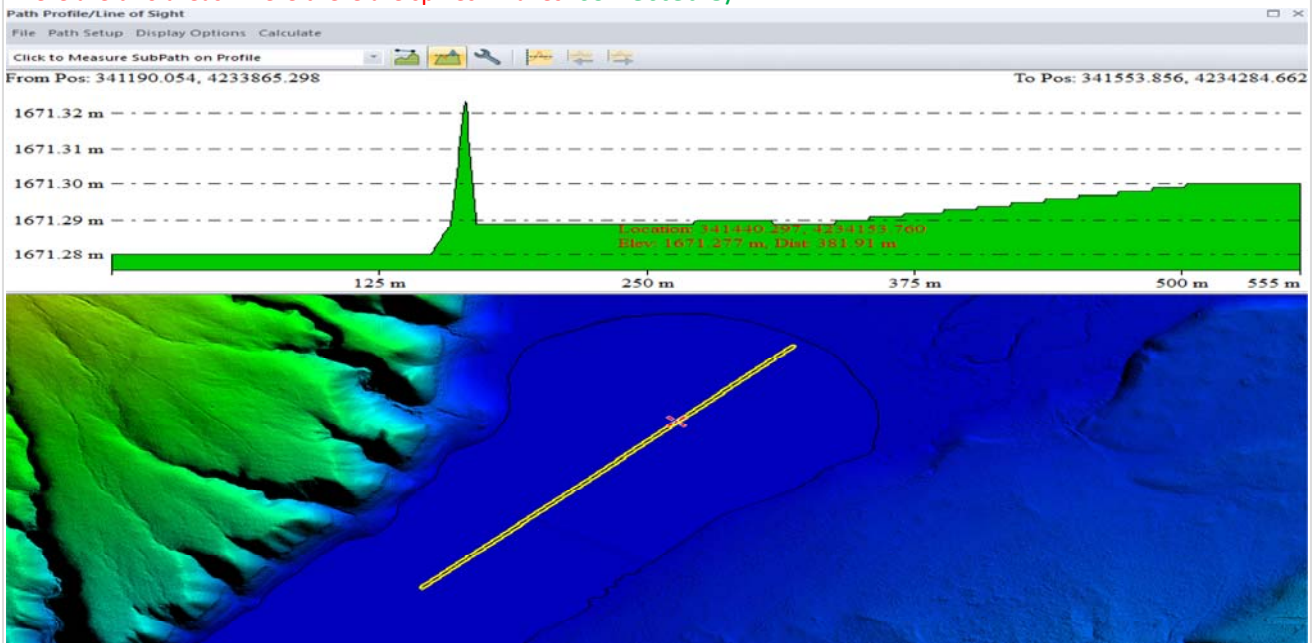 Path Profile/Line of Sight
File Path Setup Display Options Calculate
Click to Measure SubPath on Profile
From Pos: 341190.054, 4233865.298
To Pos: 341553.856, 4234284.662
1671.32 m
1671.31 m
1671.30 m
1671.29 m
Location: 341440.297, 4234153.760
Elev: 1671.277 m, Dist: 381.91 m
1671.28 m
125 m
250 m
375 m
500 m
555 m